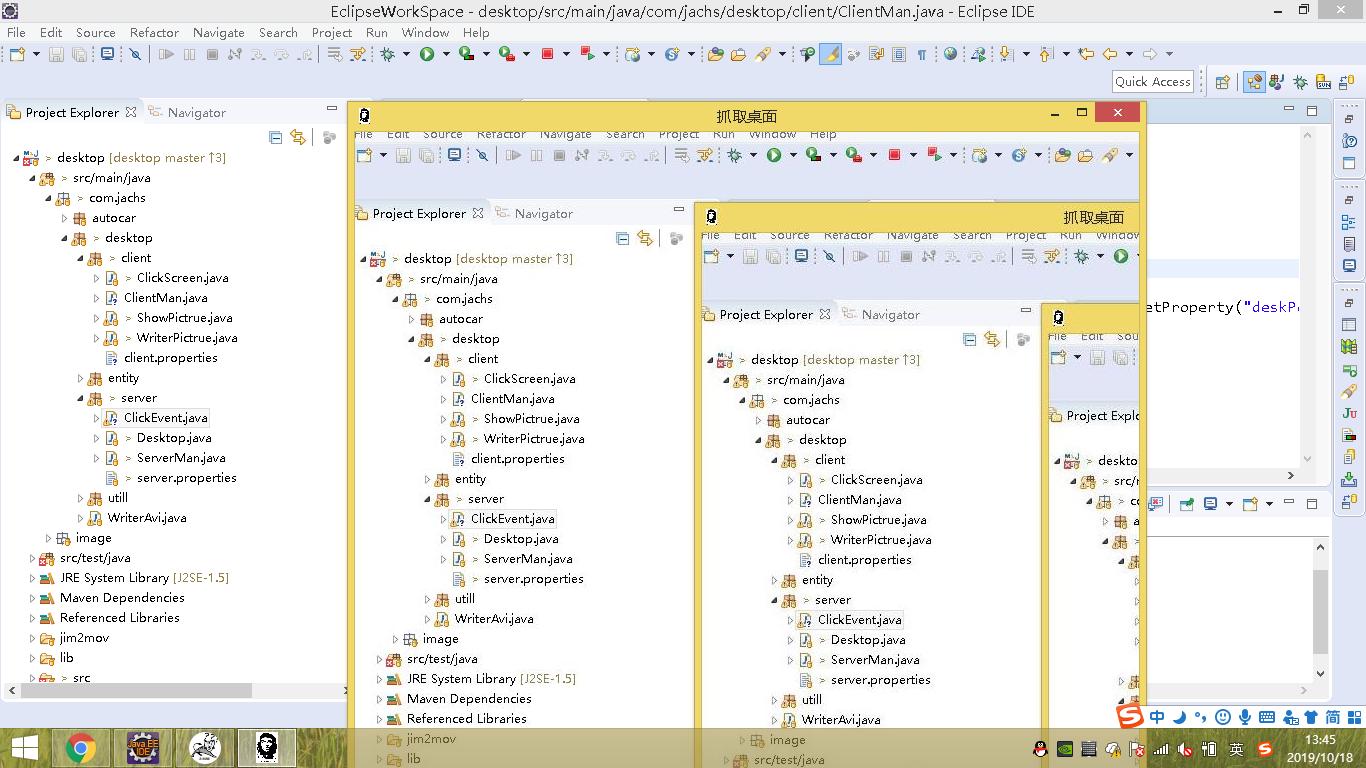 EclipseWorkSpace - desktop/src/main/java/com/jachs/desktop/client/ClientMan.java - Eclipse IDE
File Edit Source Refactor Navigate Search Project Run Window Help
Quick Access
Project Explorer Navigator
> desktop [desktop master ↑3]
> src/main/java
> com.jachs
autocar
> desktop
> client
> ClickScreen.java
ClientMan.java
> ShowPictrue.java
> WriterPictrue.java
client.properties
entity
> server
ClickEvent.java
> Desktop.java
> ServerMan.java
> server.properties
utill
WriterAvi.java
image
src/test/java
JRE System Library [J2SE-1.5]
Maven Dependencies
Referenced Libraries
jim2mov
lib
> src
抓取桌面
File Edit Source Refactor Navigate Search Project Run Window Help
Project Explorer Navigator
> desktop [desktop master ↑3]
> src/main/java
> com.jachs
autocar
> desktop
> client
> ClickScreen.java
ClientMan.java
> ShowPictrue.java
> WriterPictrue.java
client.properties
entity
> server
ClickEvent.java
> Desktop.java
> ServerMan.java
> server.properties
utill
WriterAvi.java
image
src/test/java
JRE System Library [J2SE-1.5]
Maven Dependencies
Referenced Libraries
jim2mov
lib
抓取桌面
File Edit Source Refactor Navigate Search Project Run Window
Project Explorer Navigator
> desktop [desktop master ↑3]
> src/main/java
> com.jachs
autocar
> desktop
> client
> ClickScreen.java
ClientMan.java
> ShowPictrue.java
> WriterPictrue.java
client.properties
entity
> server
ClickEvent.java
> Desktop.java
> ServerMan.java
> server.properties
utill
WriterAvi.java
image
src/test/java
File Edit Sou
Project Explo
> deskto
> src/m
> co
a
etProperty("deskP
Ju
中 简
英
13:45
2019/10/18